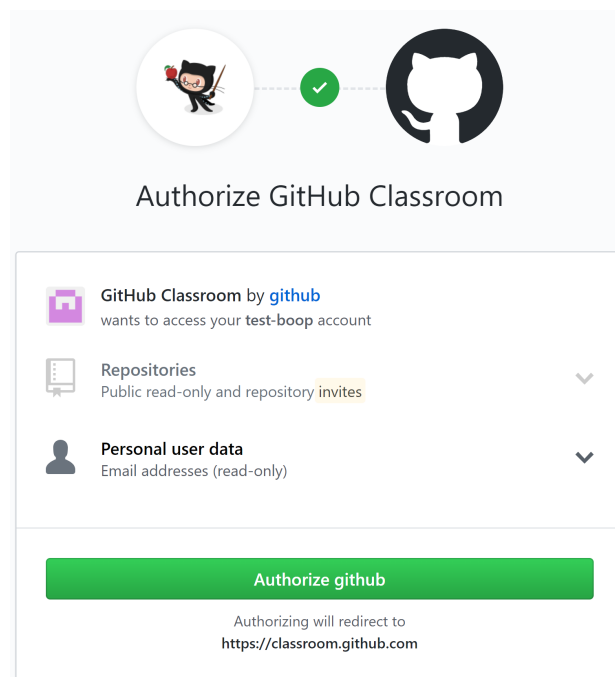 Authorize GitHub Classroom
GitHub Classroom by github
wants to access your test-boop account
Repositories
Public read-only and repository invites
Personal user data
Email addresses (read-only)
Authorize github
Authorizing will redirect to
https://classroom.github.com